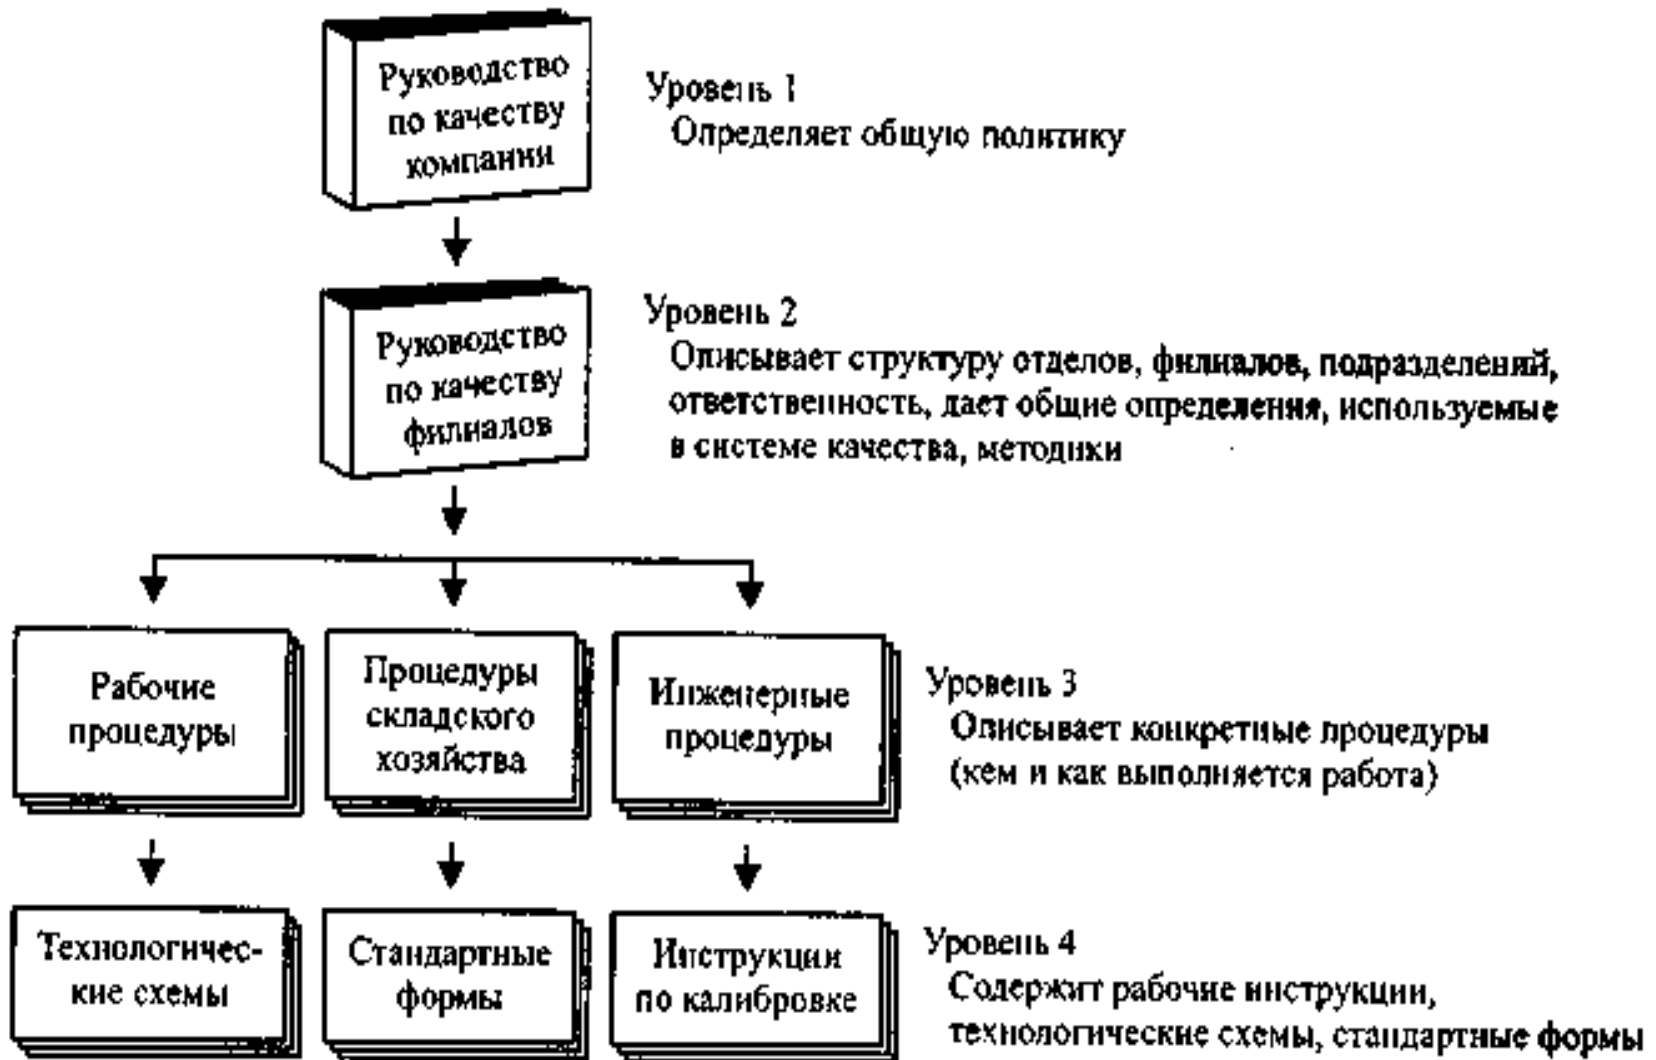 Руководство
по качеству
компании
Уровень 1
Определяет общую политику
Руководство
по качеству
филиалов
Уровень 2
Описывает структуру отделов, филиалов, подразделений,
ответственность, дает общие определения, используемые
в системе качества, методики
Рабочие
процедуры
Процедуры
складского
хозяйства
Инженерные
процедуры
Уровень 3
Описывает конкретные процедуры
(кем и как выполняется работа)
Технологичес-
кие схемы
Стандартные
формы
Инструкции
по калибровке
Уровень 4
Содержит рабочие инструкции,
технологические схемы, стандартные формы